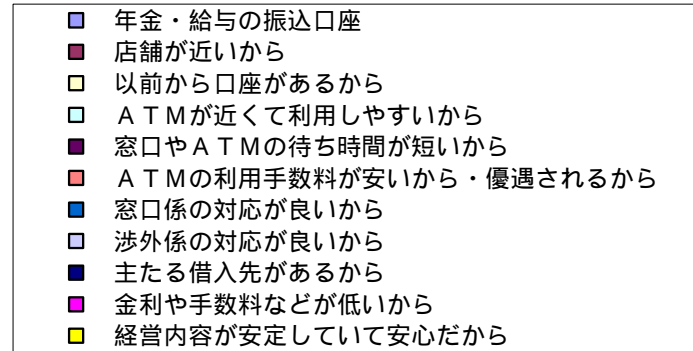 年金・給与の振込口座
店舗が近いから
以前から口座があるから
ＡＴＭが近くて利用しやすいから
窓口やＡＴＭの待ち時間が短いから
ＡＴＭの利用手数料が安いから・優遇されるから
窓口係の対応が良いから
渉外係の対応が良いから
主たる借入先があるから
金利や手数料などが低いから
経営内容が安定していて安心だから